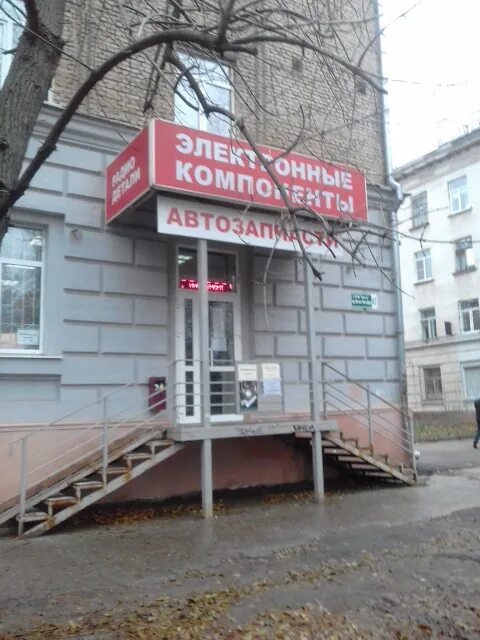 РАДИО
ДЕТАЛИ
ЭЛЕКТРОННЫЕ
КОМПОНЕНТЫ
АВТОЗАПЧАСТИ